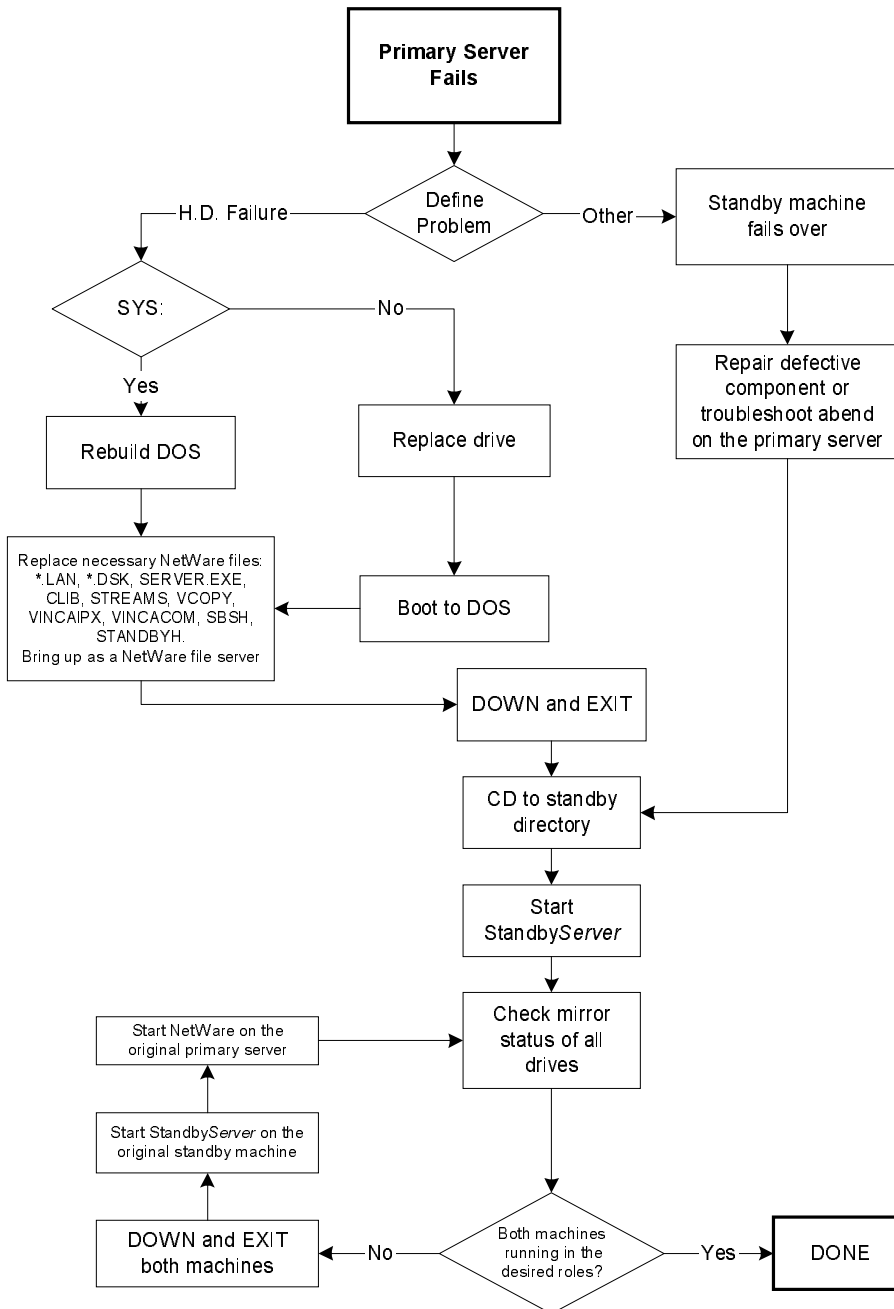 Primary Server
Fails
Define
Problem
H.D. Failure
Other
Standby machine
fails over
SYS:
No
Yes
Repair defective
component or
troubleshoot abend
on the primary server
Rebuild DOS
Replace drive
Replace necessary NetWare files:
*.LAN, *.DSK, SERVER.EXE,
CLIB, STREAMS, VCOPY,
VINCAIPX, VINCACOM, SBSH,
STANDBYH.
Bring up as a NetWare file server
Boot to DOS
DOWN and EXIT
CD to standby
directory
Start
StandbyServer
Check mirror
status of all
drives
Start NetWare on the
original primary server
Start StandbyServer on the
original standby machine
DOWN and EXIT
both machines
No
Both machines
running in the
desired roles?
Yes
DONE